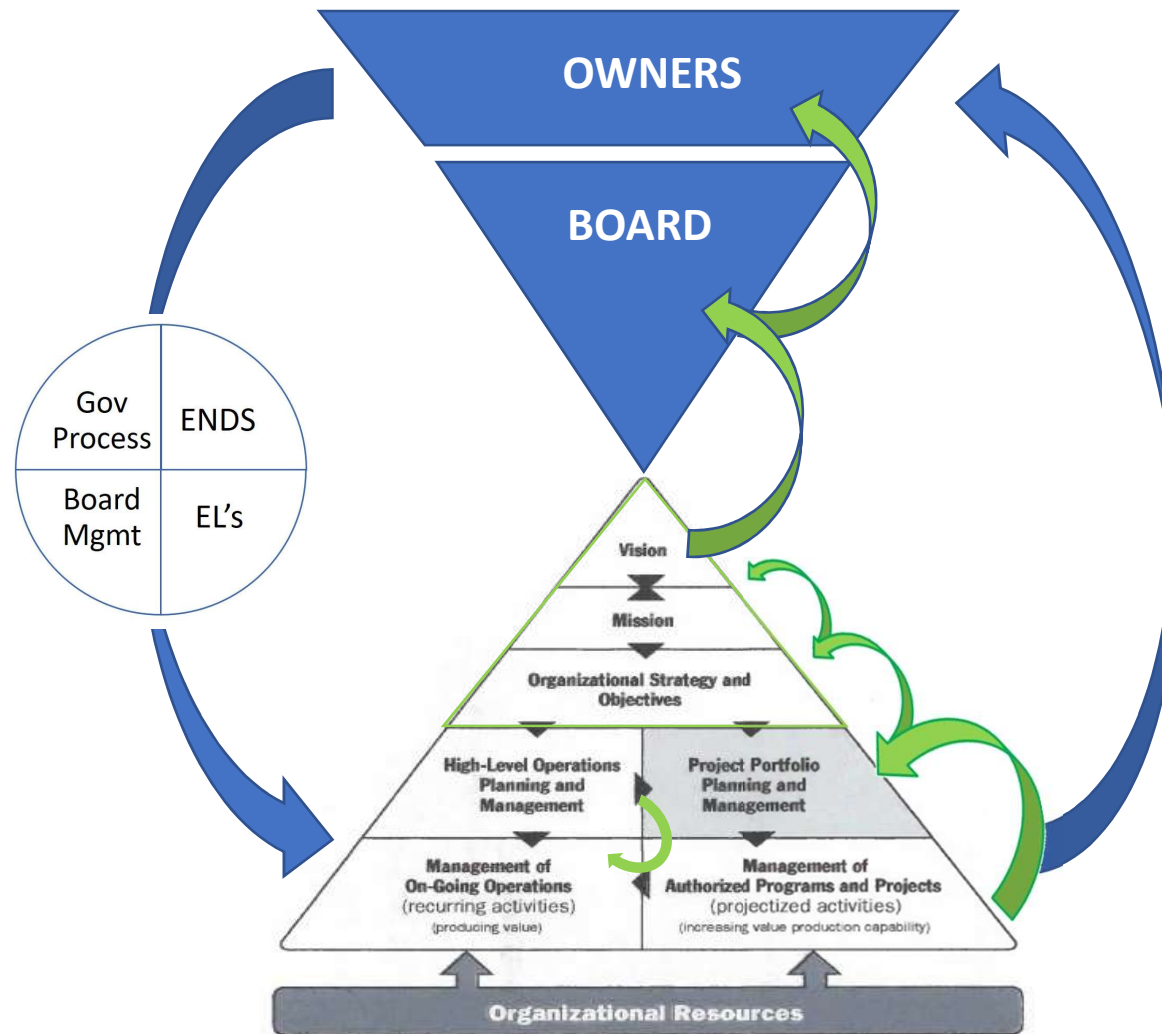 OWNERS
BOARD
Gov
Process
ENDS
Board
Mgmt
EL's
Vision
Mission
Organizational Strategy and
Objectives
High-Level Operations
Planning and
Management
Project Portfolio
Planning and
Management
Management of
On-Going Operations
(recurring activities)
(producing value)
Management of
Authorized Programs and Projects
(projectized activities)
(increasing value production capability)
Organizational Resources